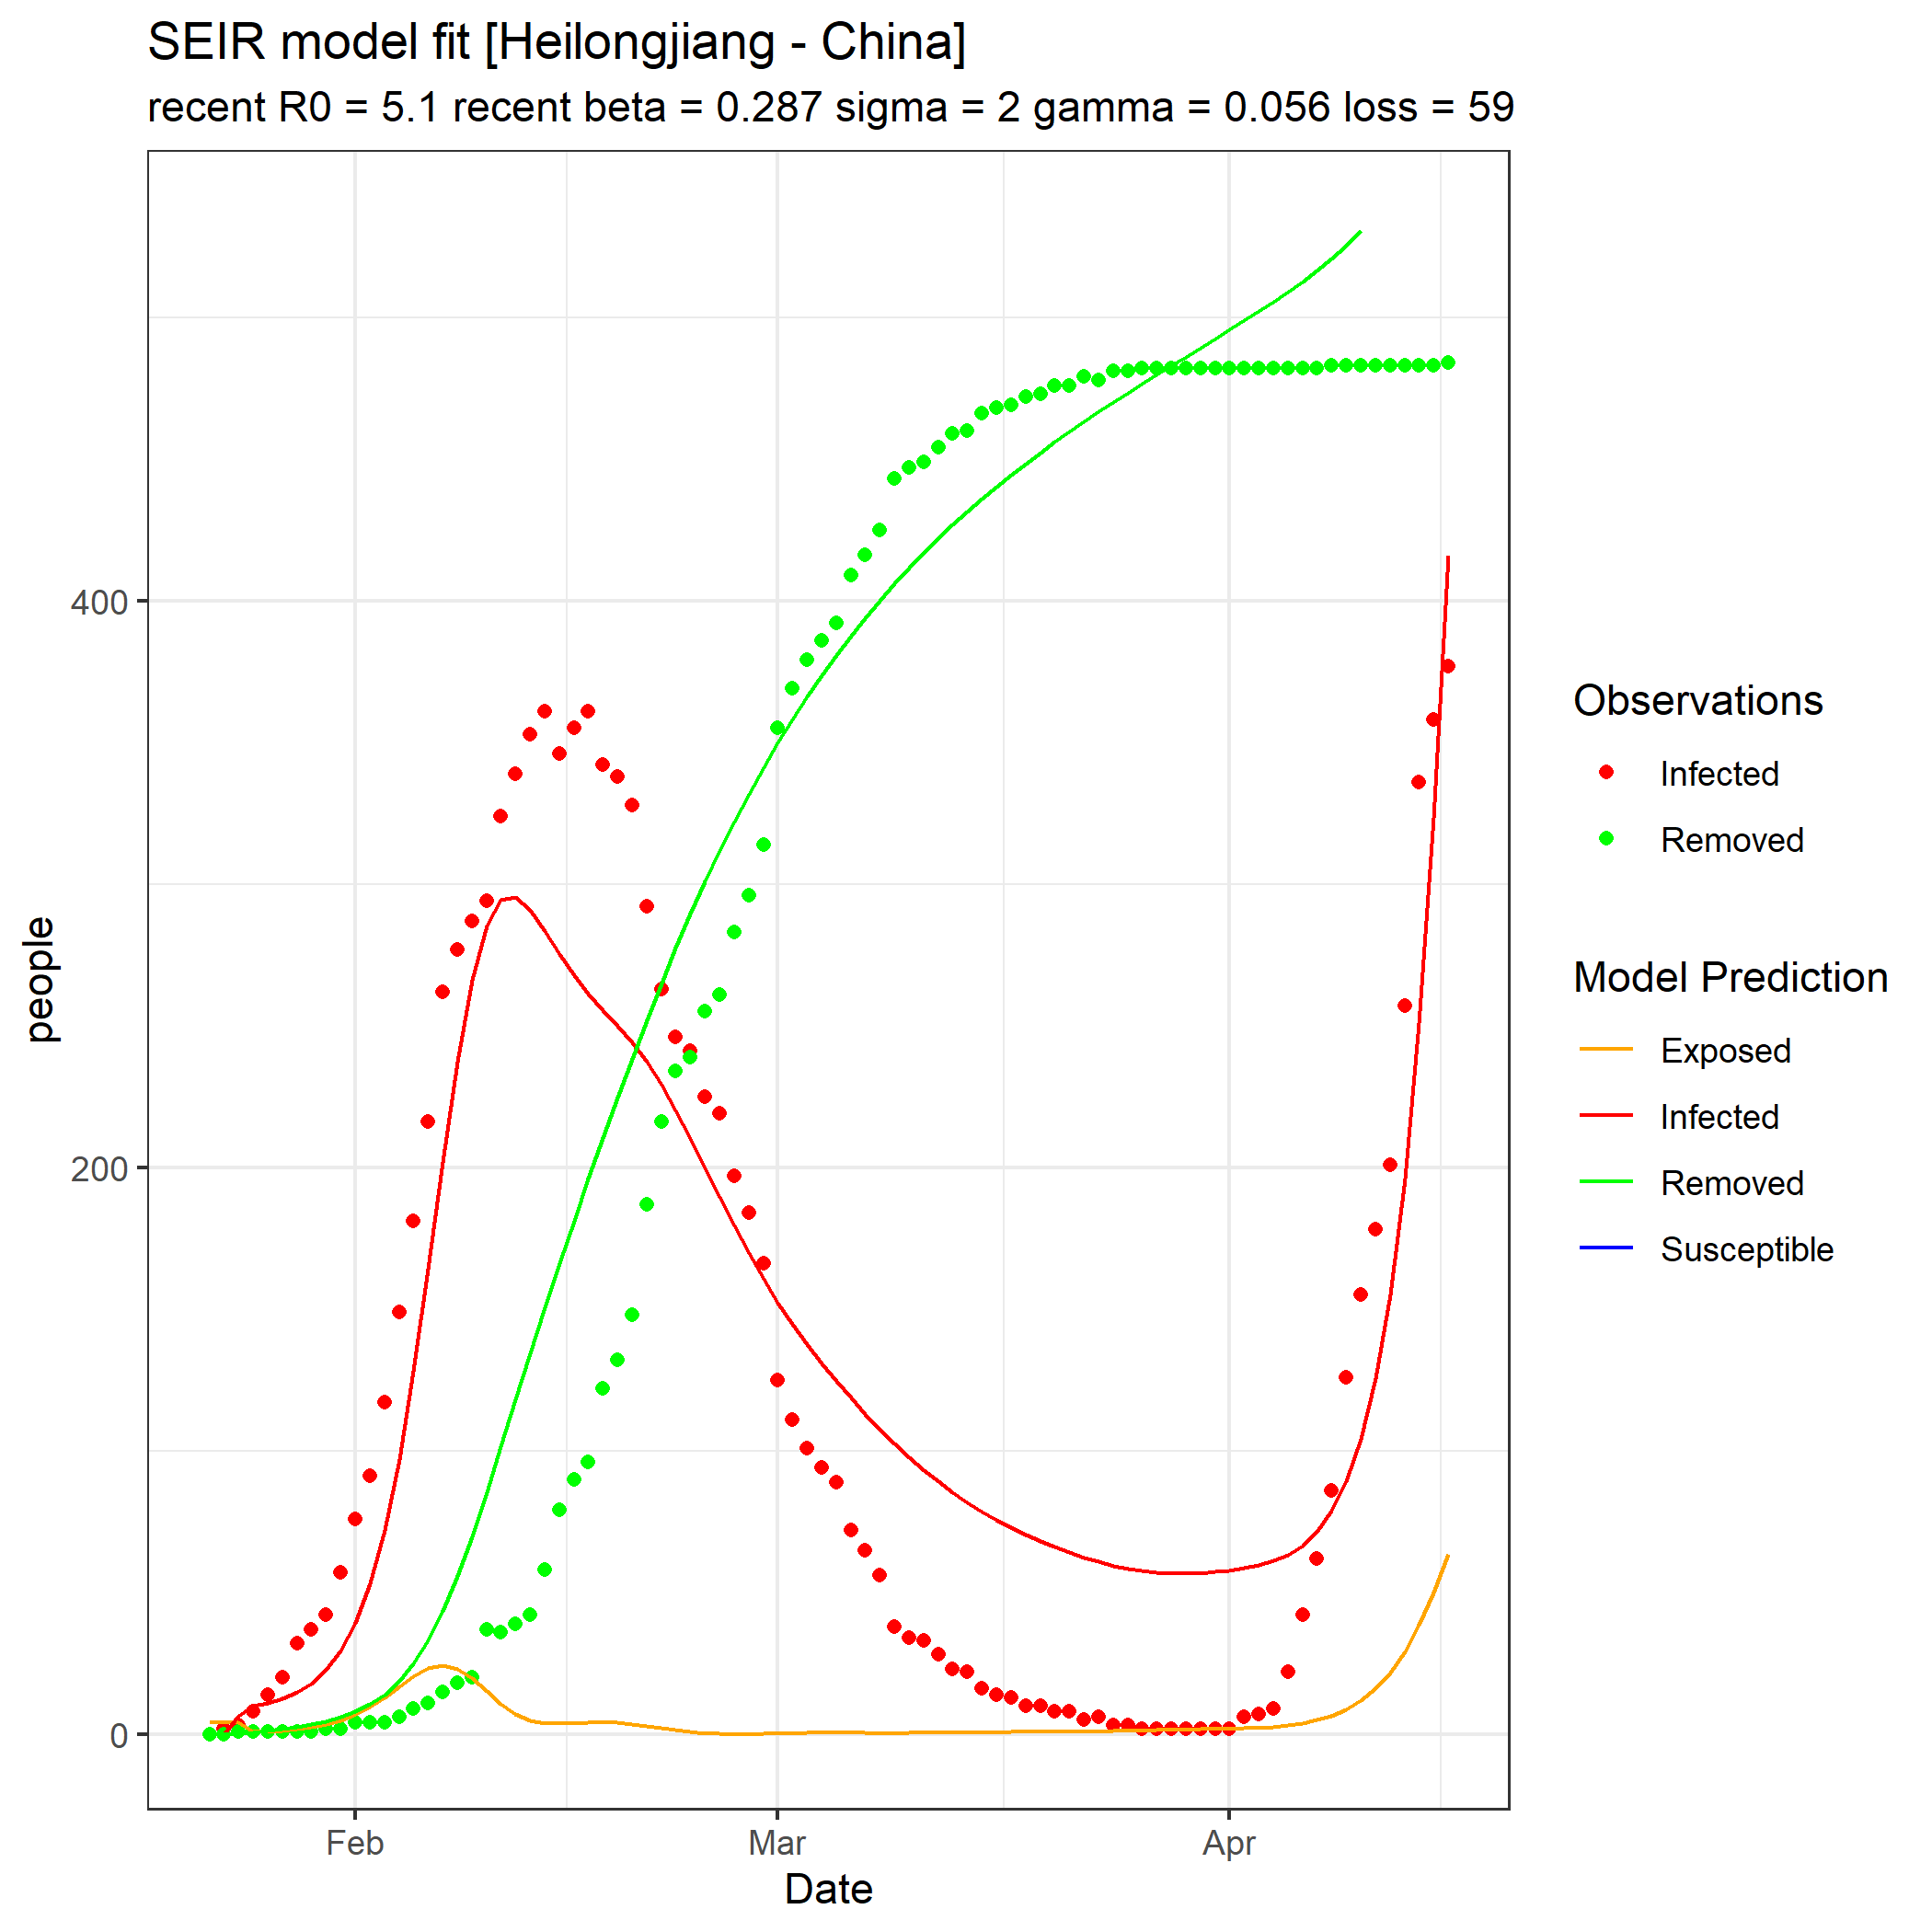 SEIR model fit [Heilongjiang - China]
recent R0 = 5.1 recent beta = 0.287 sigma = 2 gamma = 0.056 loss = 59
400
200
0
people
Feb
Mar
Apr
Date
Observations
Infected
Removed
Model Prediction
Exposed
Infected
Removed
Susceptible